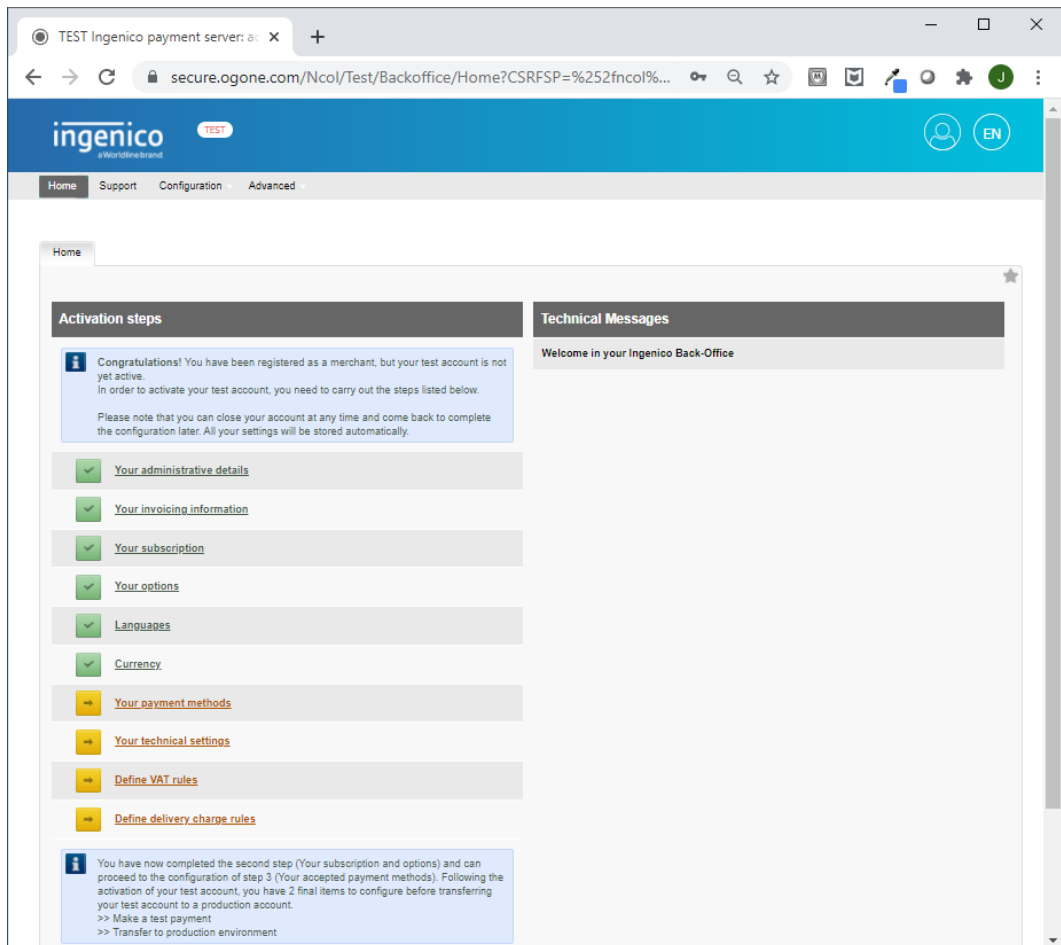 TEST Ingenico payment server: ac
secure.ogone.com/Ncol/Test/Backoffice/Home?CSRFSP=%252fncol%...
J
ingenico
a Worldline brand
TEST
EN
Home Support Configuration Advanced
Home
Activation steps
Congratulations! You have been registered as a merchant, but your test account is not
yet active.
In order to activate your test account, you need to carry out the steps listed below.
Please note that you can close your account at any time and come back to complete
the configuration later. All your settings will be stored automatically.
Your administrative details
Your invoicing information
Your subscription
Your options
Languages
Currency
Your payment methods
Your technical settings
Define VAT rules
Define delivery charge rules
You have now completed the second step (Your subscription and options) and can
proceed to the configuration of step 3 (Your accepted payment methods). Following the
activation of your test account, you have 2 final items to configure before transferring
your test account to a production account.
>> Make a test payment
>> Transfer to production environment
Technical Messages
Welcome in your Ingenico Back-Office